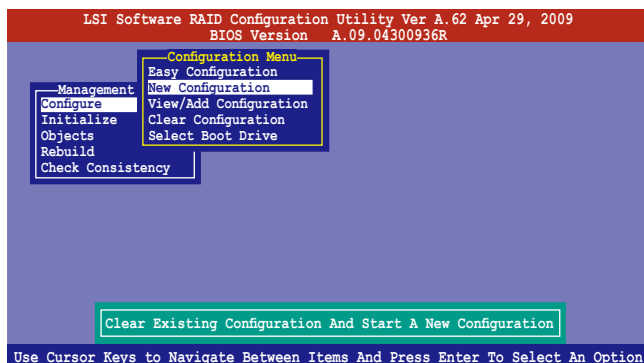 LSI Software RAID Configuration Utility Ver A.62 Apr 29, 2009
BIOS Version A.09.04300936R
Configuration Menu
Easy Configuration
New Configuration
View/Add Configuration
Clear Configuration
Select Boot Drive
Management
Configure
Initialize
Objects
Rebuild
Check Consistency
Clear Existing Configuration And Start A New Configuration
Use Cursor Keys to Navigate Between Items And Press Enter To Select An Option